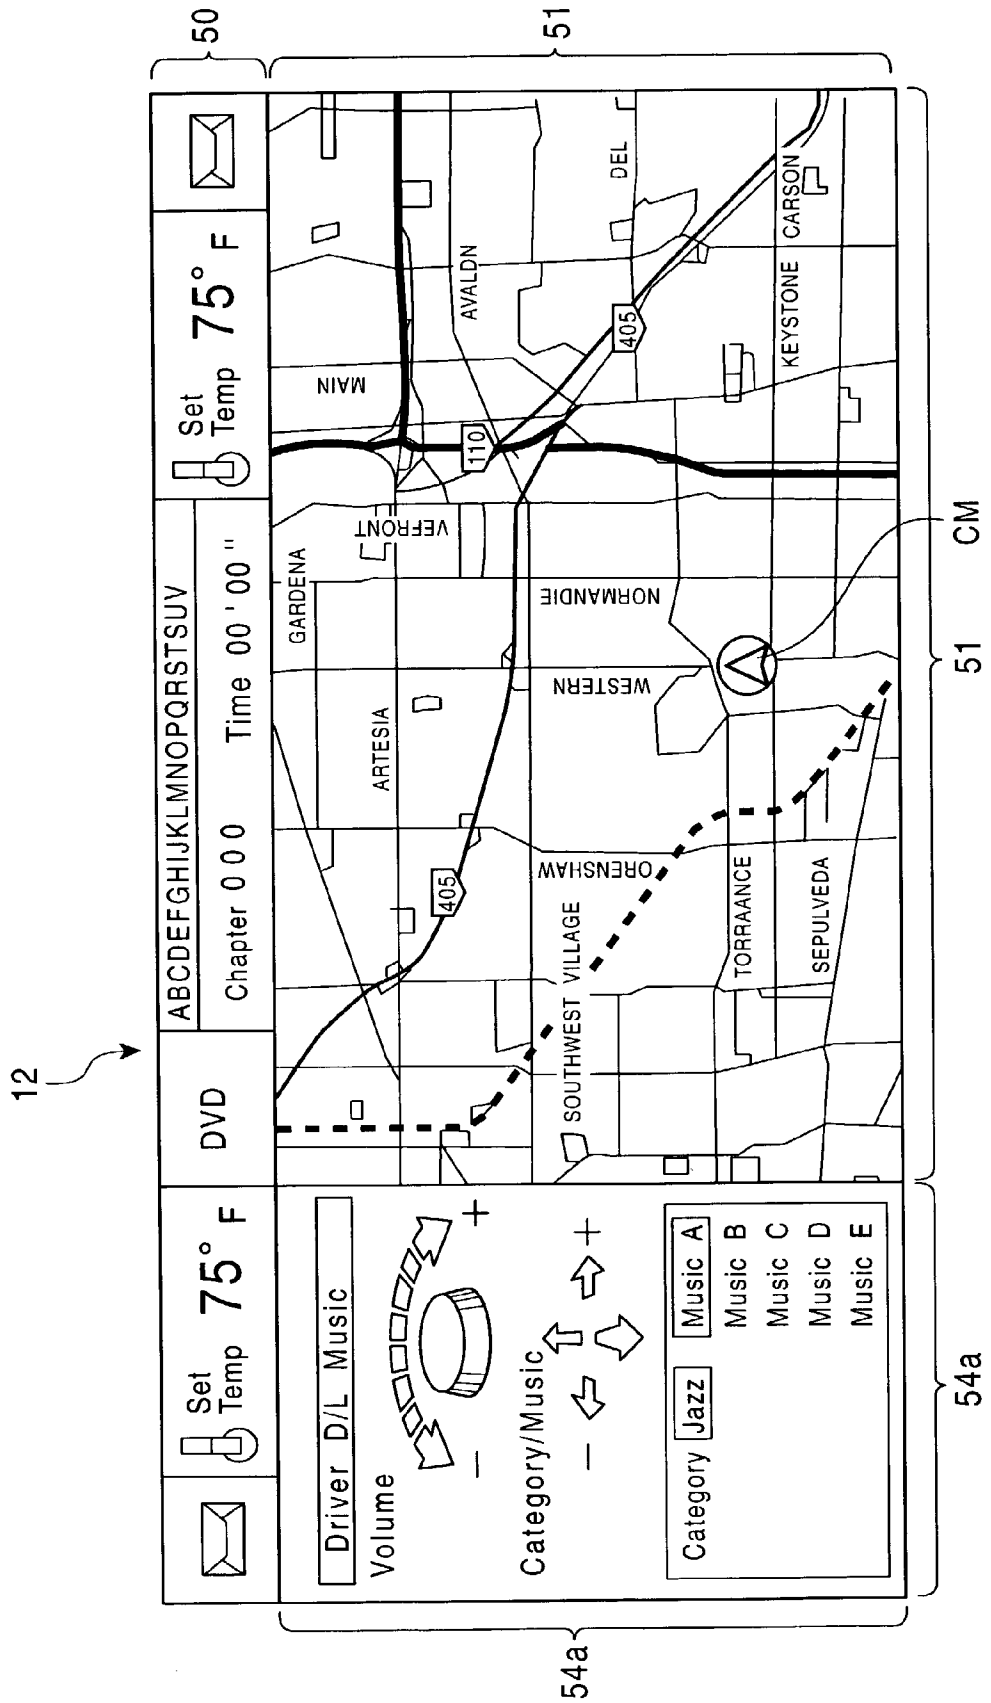 12
50
Set
Temp 75° F
DVD
ABCDEFGHIJKLMNOPQRSTSUV
Chapter 0 0 0 Time 00 ' 00 "
Set
Temp 75° F
51
54a
Driver D/L Music
Volume
− +
Category/Music
− +
Category Jazz
Music A
Music B
Music C
Music D
Music E
GARDENA
MAIN
VEFRONT
ARTESIA
AVALDN
110
405
405
DEL
NORMANDIE
WESTERN
ORENSHAW
SOUTHWEST VILLAGE
TORRAANCE
KEYSTONE CARSON
SEPULVEDA
54a
51
CM